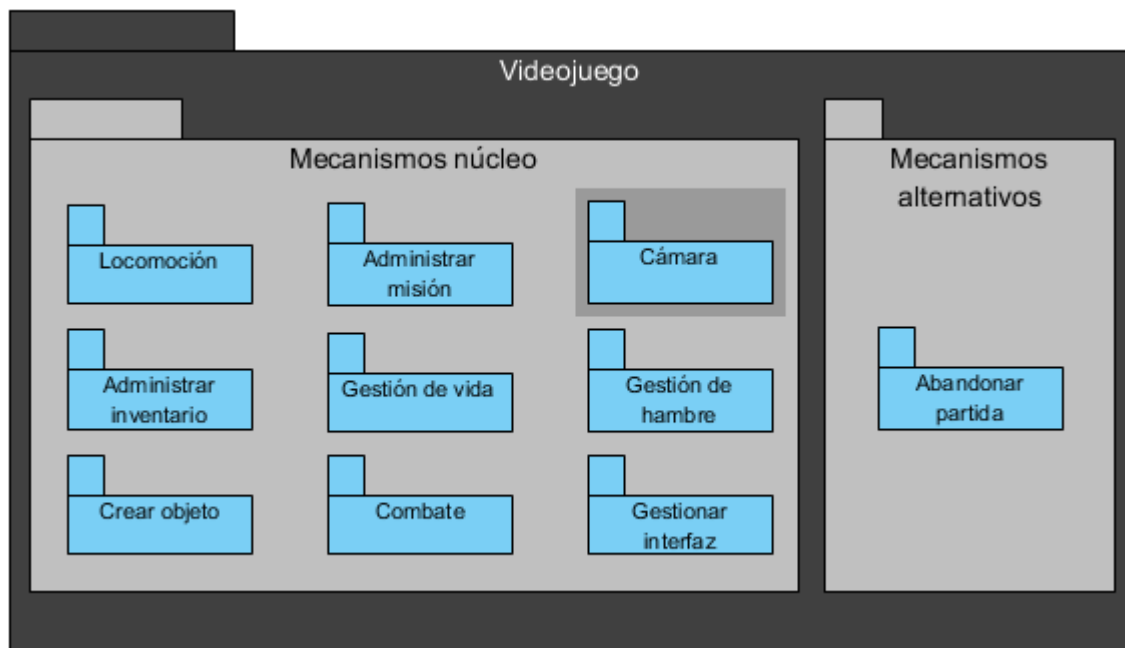 Videojuego
Mecanismos núcleo
Locomoción
Administrar
misión
Cámara
Administrar
inventario
Gestión de vida
Gestión de
hambre
Crear objeto
Combate
Gestionar
interfaz
Mecanismos
alternativos
Abandonar
partida